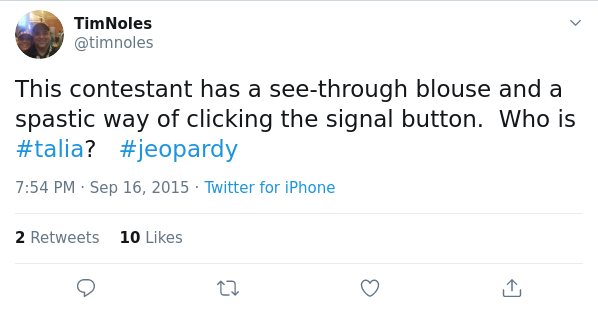 TimNoles
@timnoles
This contestant has a see-through blouse and a
spastic way of clicking the signal button.  Who is
#talia?   #jeopardy
7:54 PM · Sep 16, 2015 · Twitter for iPhone
2 Retweets   10 Likes